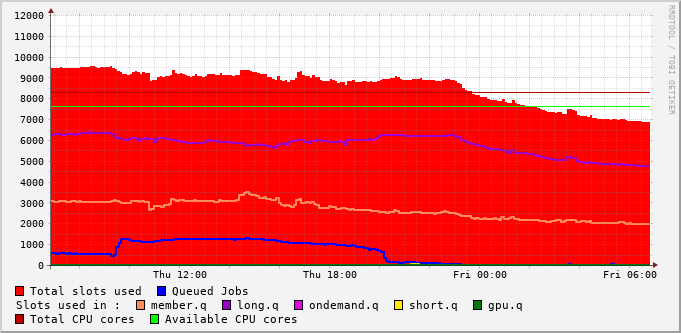 12000
11000
10000
9000
8000
7000
6000
5000
4000
3000
2000
1000
0
Thu 12:00 Thu 18:00 Fri 00:00 Fri 06:00
RRDTOOL / TOBI OETIKER
Total slots used Queued Jobs
Slots used in : member.q long.q ondemand.q short.q gpu.q
Total CPU cores Available CPU cores